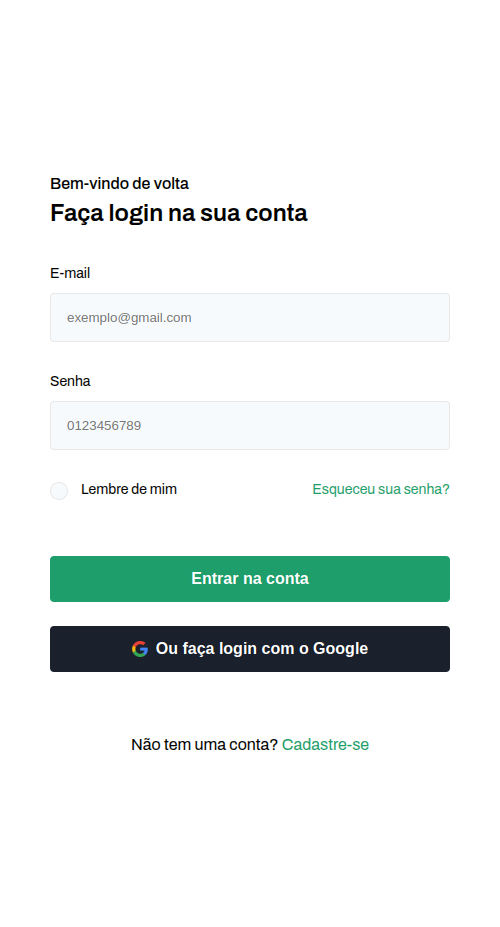 Bem-vindo de volta
Faça login na sua conta
E-mail
exemplo@gmail.com
Senha
0123456789
Lembre de mim
Esqueceu sua senha?
Entrar na conta
Ou faça login com o Google
Não tem uma conta? Cadastre-se